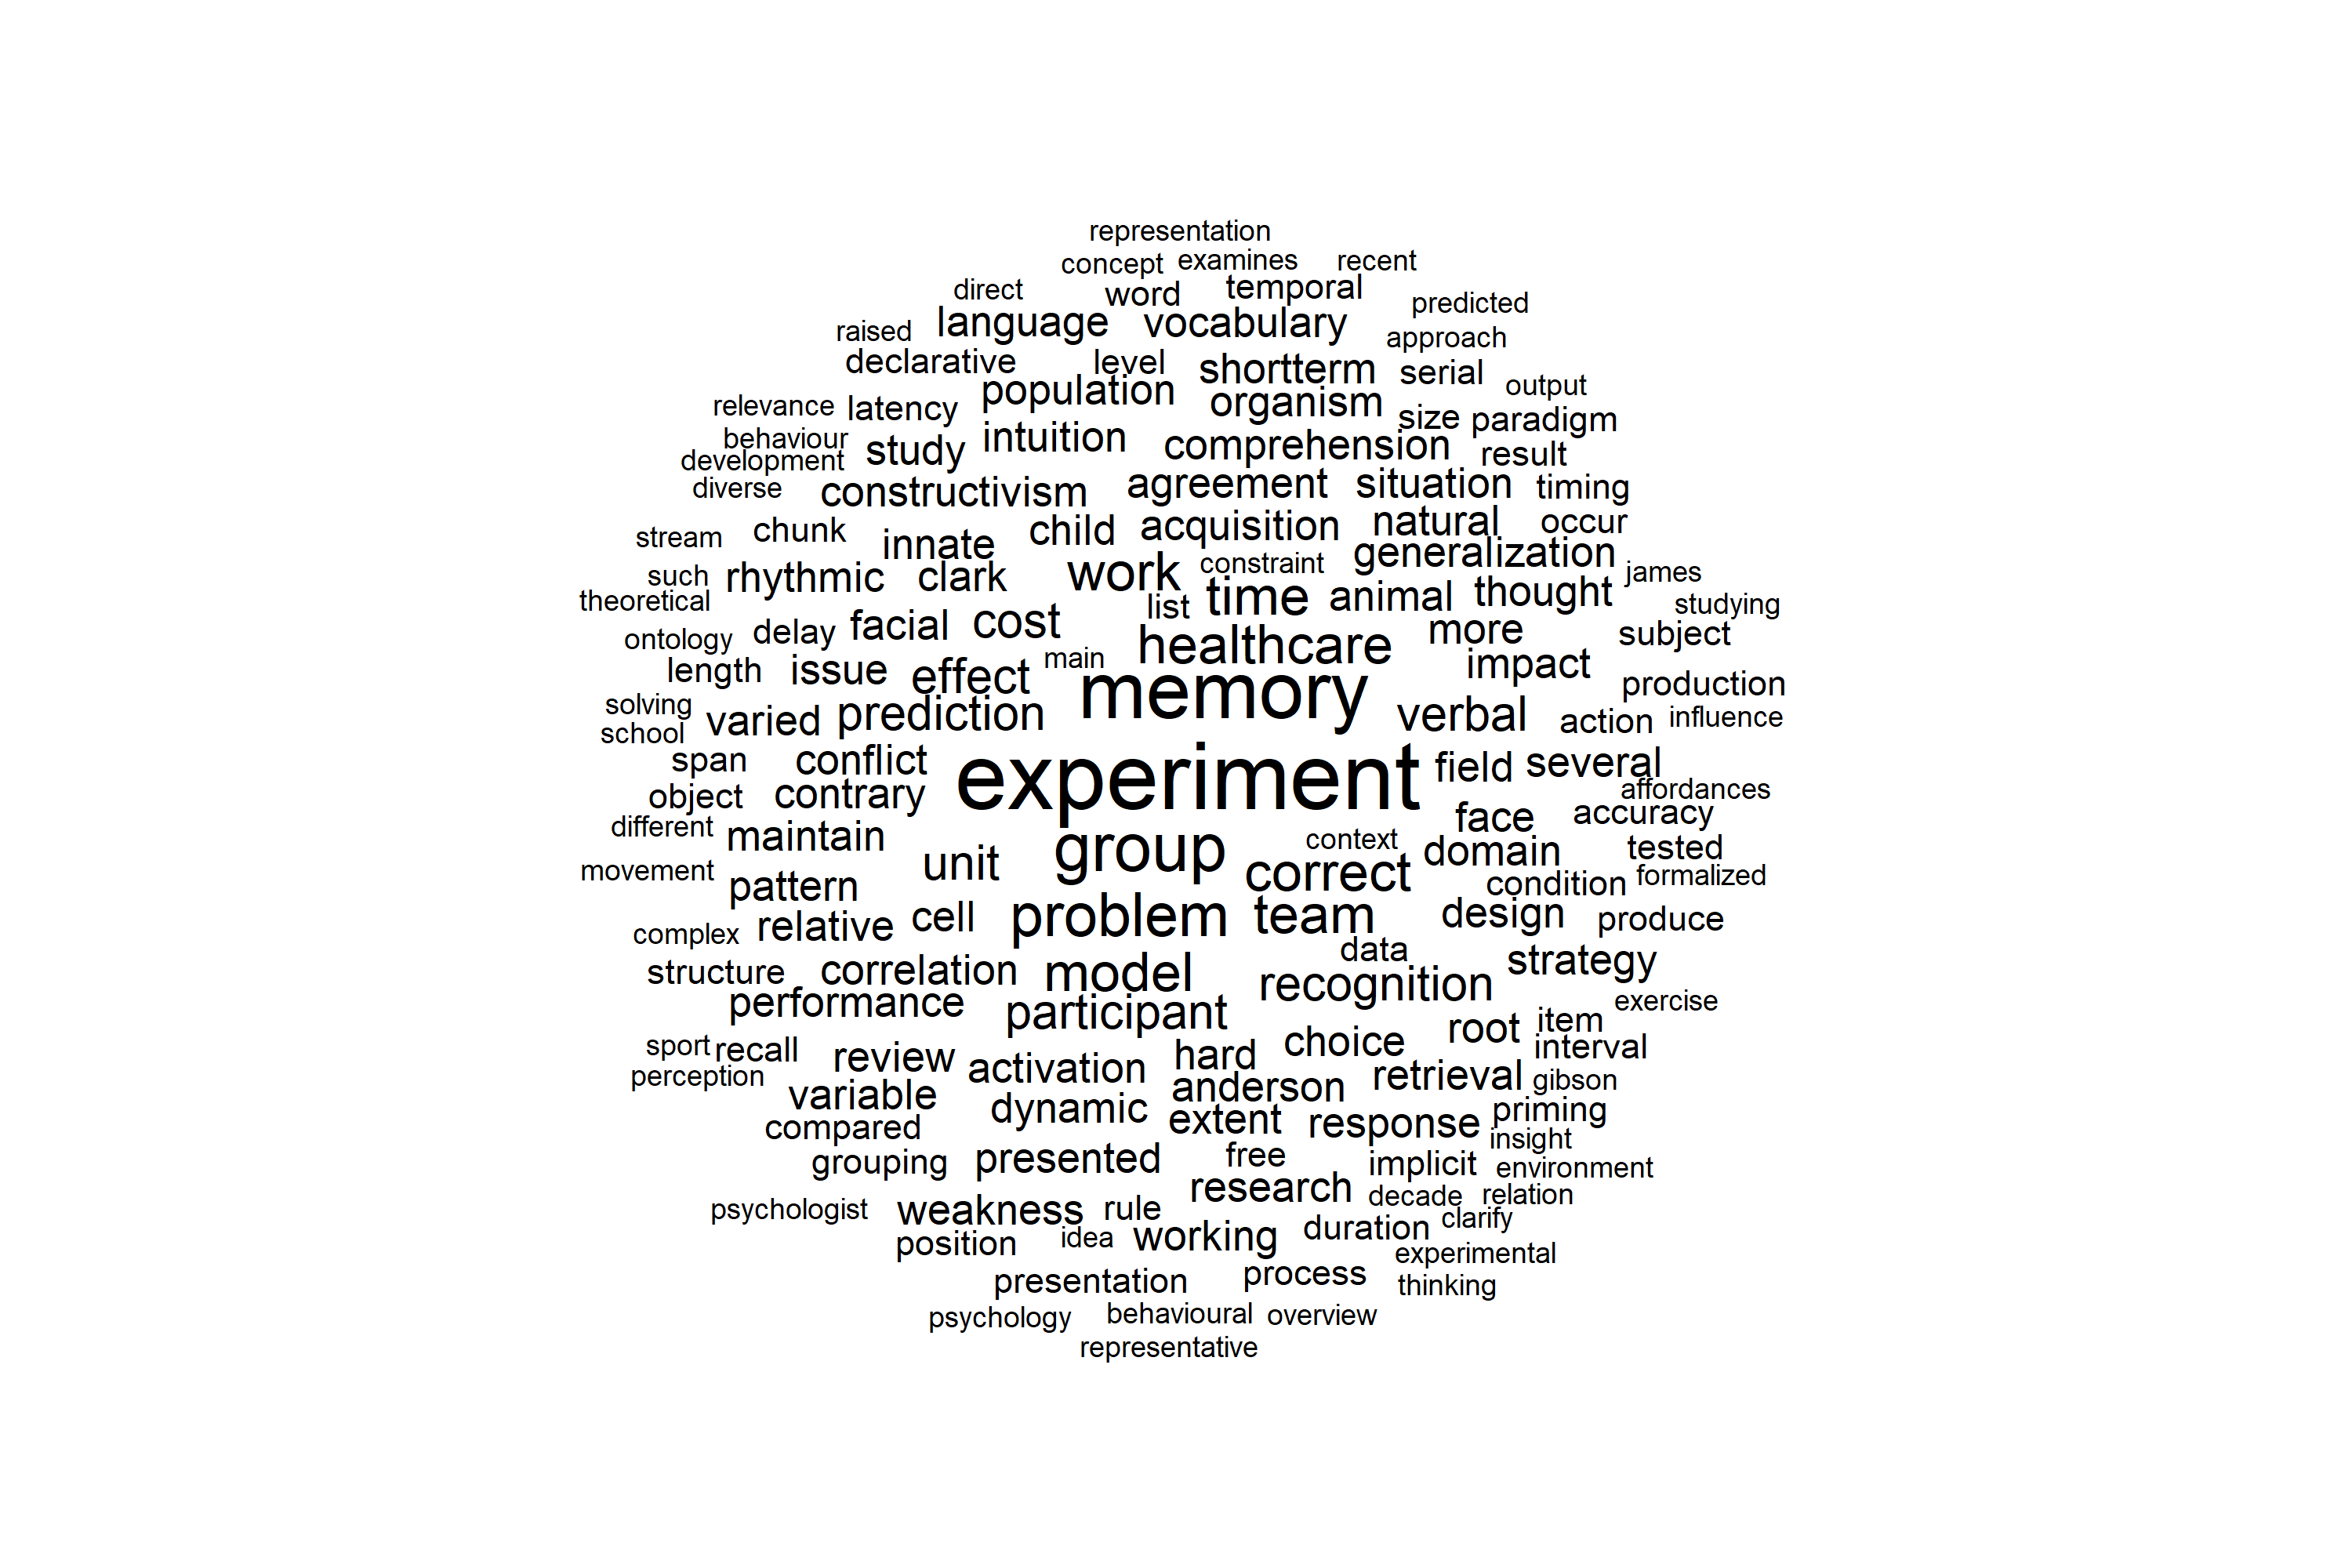 representation
concept examines recent
direct word temporal
predicted
raised language vocabulary approach
declarative level shortterm serial
population organism output
relevance latency size paradigm
behaviour study intuition comprehension result
development
diverse constructivism agreement situation timing
stream chunk innate child acquisition natural occur
such rhythmic clark work constraint generalization james
theoretical list time animal thought studying
ontology delay facial cost healthcare more subject
length issue effect main impact
solving varied prediction memory verbal production
school action influence
span conflict experiment field several
object contrary affordances
different maintain face accuracy
movement unit group context domain tested
pattern correct condition formalized
complex relative cell problem team design produce
structure correlation model data strategy
performance participant recognition exercise
sport recall review activation hard choice root item
perception interval
variable dynamic anderson retrieval gibson
compared extent response priming
grouping presented free implicit insight
environment
psychologist weakness rule research decade relation
position idea working duration clarify
presentation process experimental
thinking
psychology behavioural overview
representative